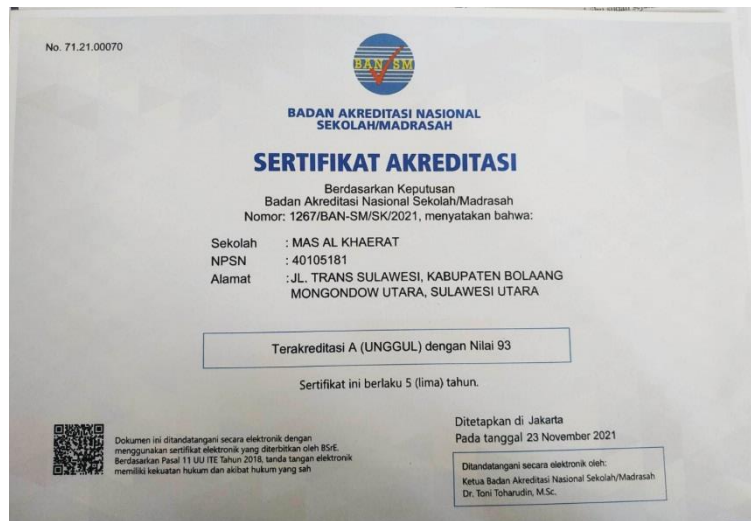 No. 71.21.00070
BAN SM
BADAN AKREDITASI NASIONAL
SEKOLAH/MADRASAH
SERTIFIKAT AKREDITASI
Berdasarkan Keputusan
Badan Akreditasi Nasional Sekolah/Madrasah
Nomor: 1267/BAN-SM/SK/2021, menyatakan bahwa:
Sekolah : MAS AL KHAERAT
NPSN : 40105181
Alamat : JL. TRANS SULAWESI, KABUPATEN BOLAANG
MONGONDOW UTARA, SULAWESI UTARA
Terakreditasi A (UNGGUL) dengan Nilai 93
Sertifikat ini berlaku 5 (lima) tahun.
Dokumen ini ditandatangani secara elektronik dengan
menggunakan sertifikat elektronik yang diterbitkan oleh BSrE.
Berdasarkan Pasal 11 UU ITE Tahun 2018, tanda tangan elektronik
memiliki kekuatan hukum dan akibat hukum yang sah
Ditetapkan di Jakarta
Pada tanggal 23 November 2021
Ditandatangani secara elektronik oleh:
Ketua Badan Akreditasi Nasional Sekolah/Madrasah
Dr. Toni Toharudin, M.Sc.